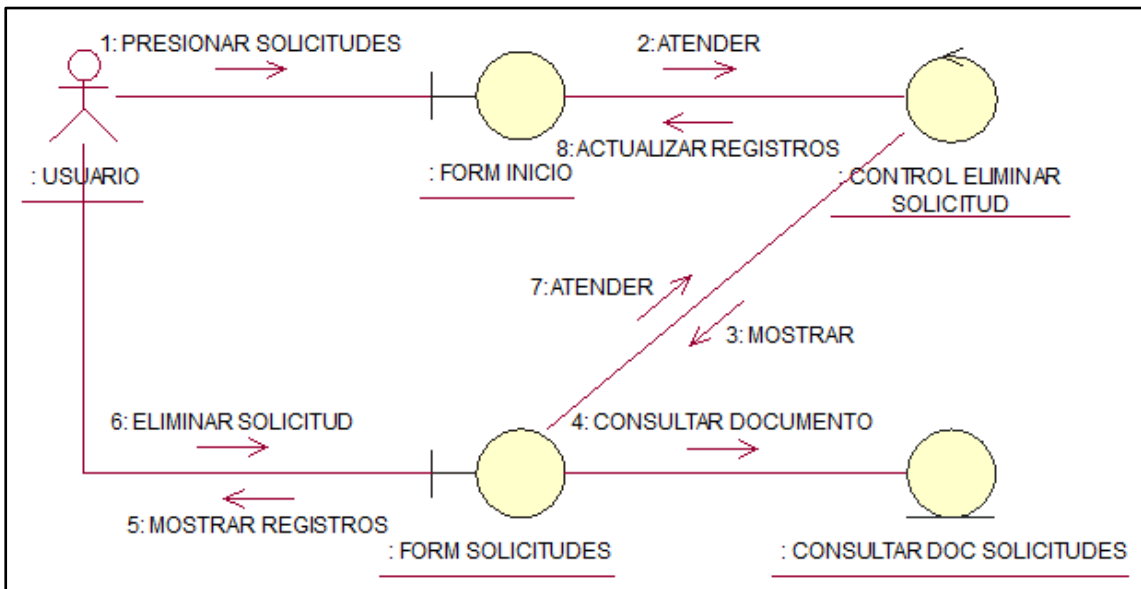 1: PRESIONAR SOLICITUDES
2: ATENDER
8: ACTUALIZAR REGISTROS
: USUARIO
: FORM INICIO
: CONTROL ELIMINAR
SOLICITUD
7: ATENDER
3: MOSTRAR
6: ELIMINAR SOLICITUD
4: CONSULTAR DOCUMENTO
5: MOSTRAR REGISTROS
: FORM SOLICITUDES
: CONSULTAR DOC SOLICITUDES